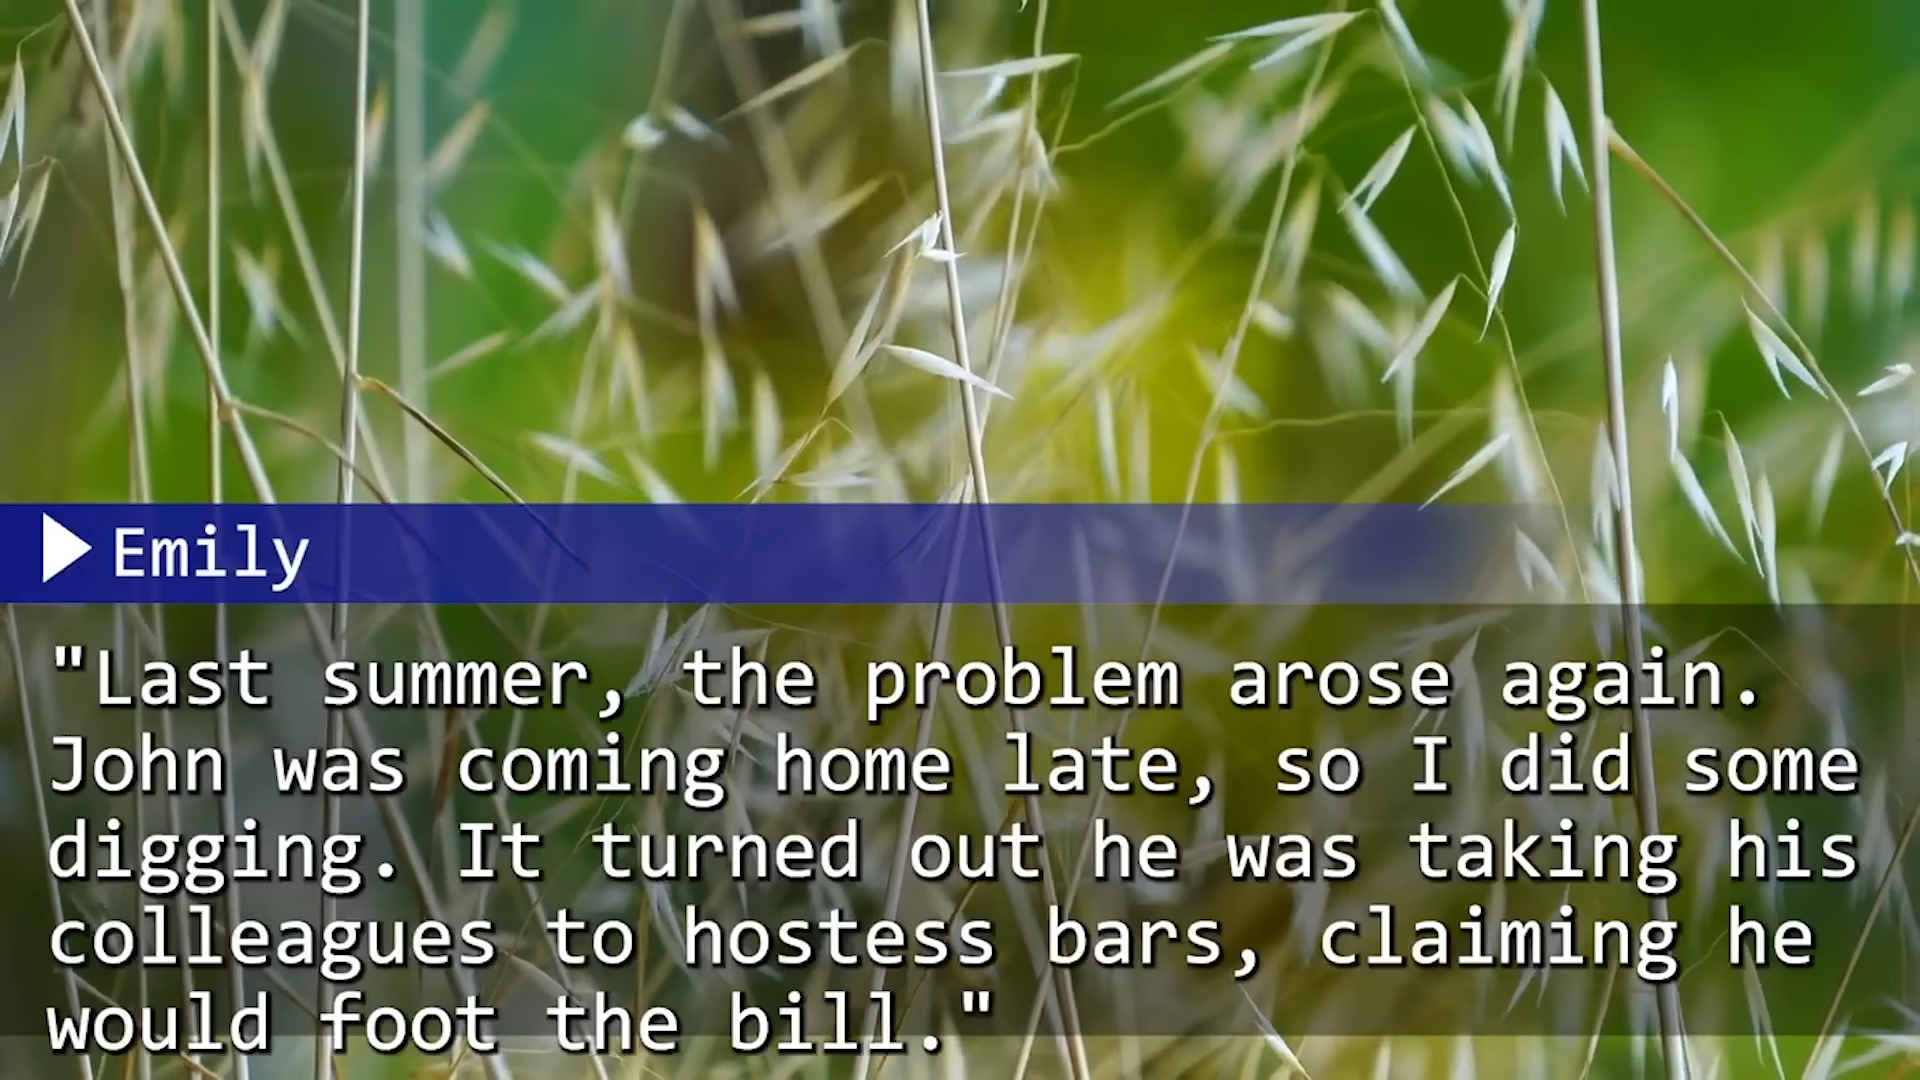 Emily
"Last summer, the problem arose again.
John was coming home late, so I did some
digging. It turned out he was taking his
colleagues to hostess bars, claiming he
would foot the bill."